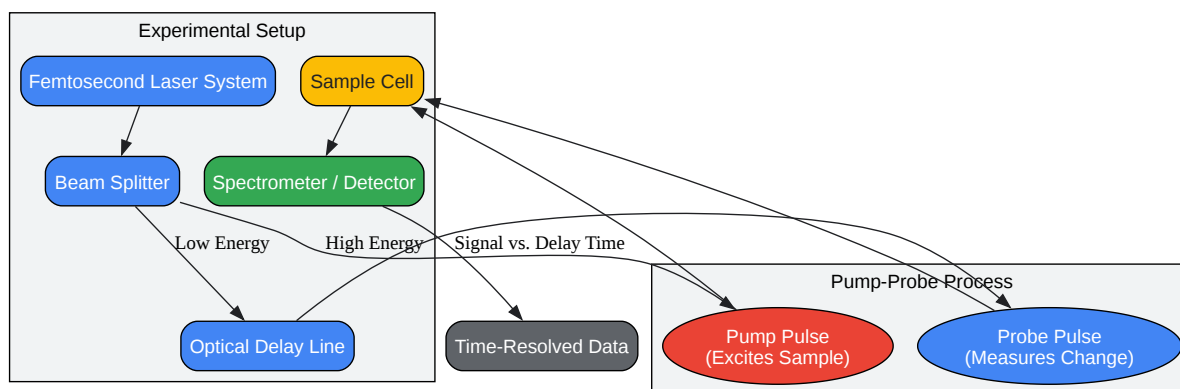 Experimental Setup
Femtosecond Laser System
Sample Cell
Beam Splitter
Spectrometer / Detector
Low Energy
High Energy
Signal vs. Delay Time
Pump-Probe Process
Optical Delay Line
Time-Resolved Data
Pump Pulse
(Excites Sample)
Probe Pulse
(Measures Change)